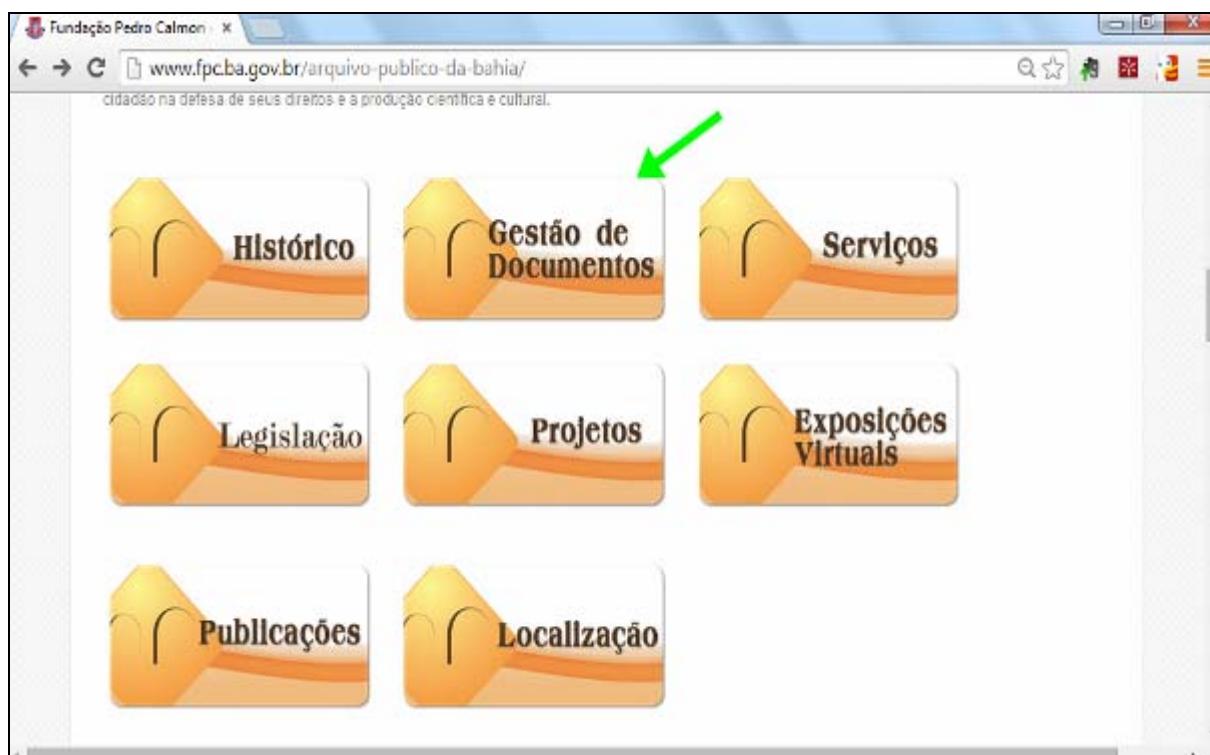 Fundação Pedro Calmon
www.fpc.ba.gov.br/arquivo-publico-da-bahia/
cidadão na defesa de seus direitos e a produção científica e cultural.
Histórico
Gestão de
Documentos
Serviços
Legislação
Projetos
Exposições
Virtuais
Publicações
Localização